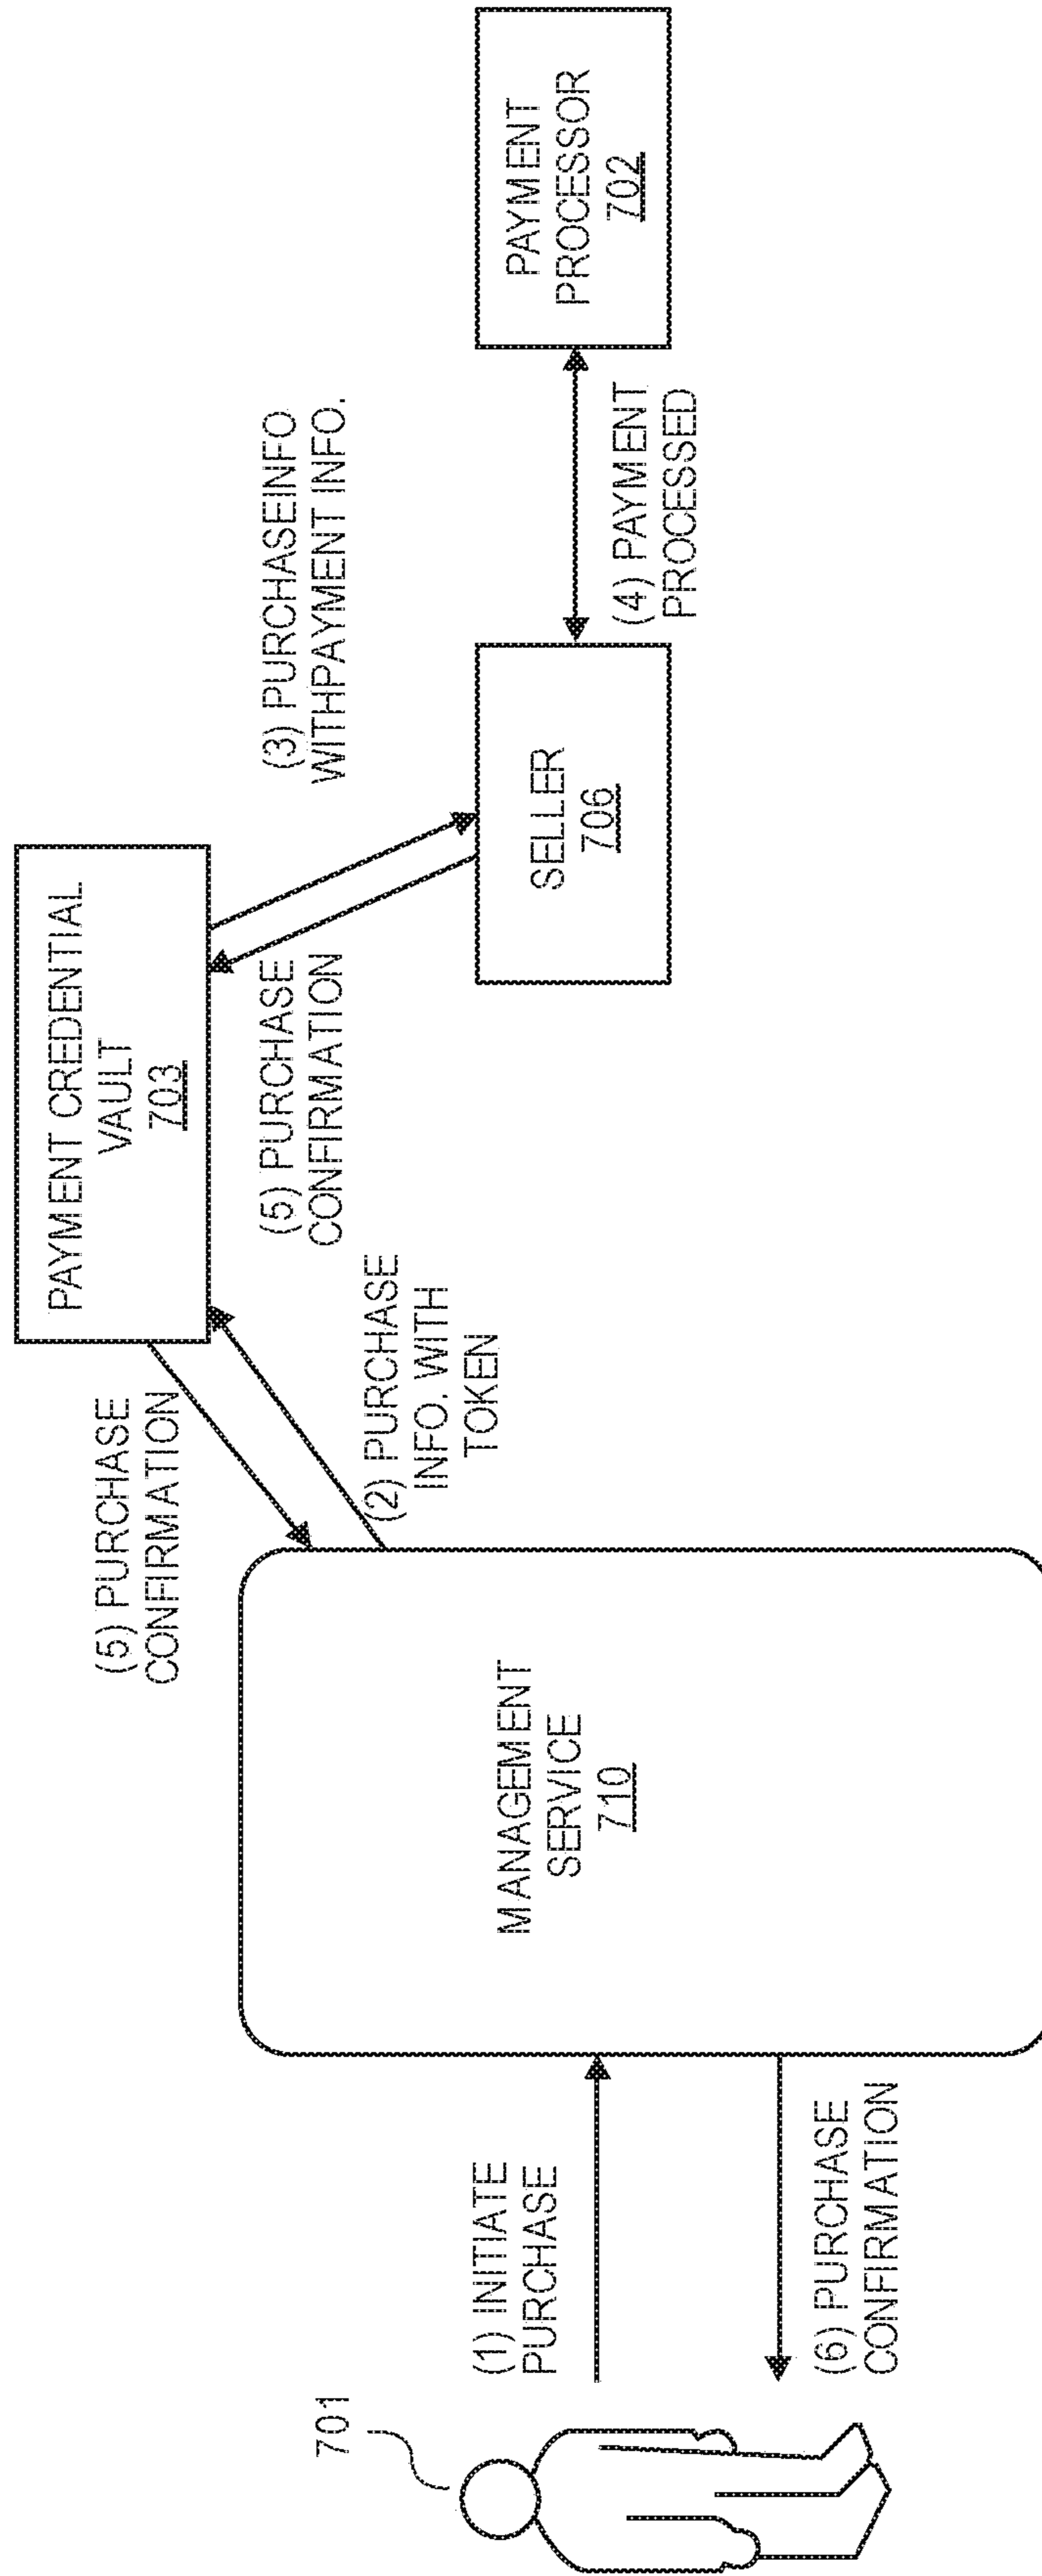 701
(1) INITIATE
PURCHASE
(6) PURCHASE
CONFIRMATION
MANAGEMENT
SERVICE
710
(5) PURCHASE
CONFIRMATION
(2) PURCHASE
INFO. WITH
TOKEN
PAYMENT CREDENTIAL
VAULT
703
(5) PURCHASE
CONFIRMATION
(3) PURCHASEINFO
WITHPAYMENT INFO.
SELLER
706
(4) PAYMENT
PROCESSED
PAYMENT
PROCESSOR
702